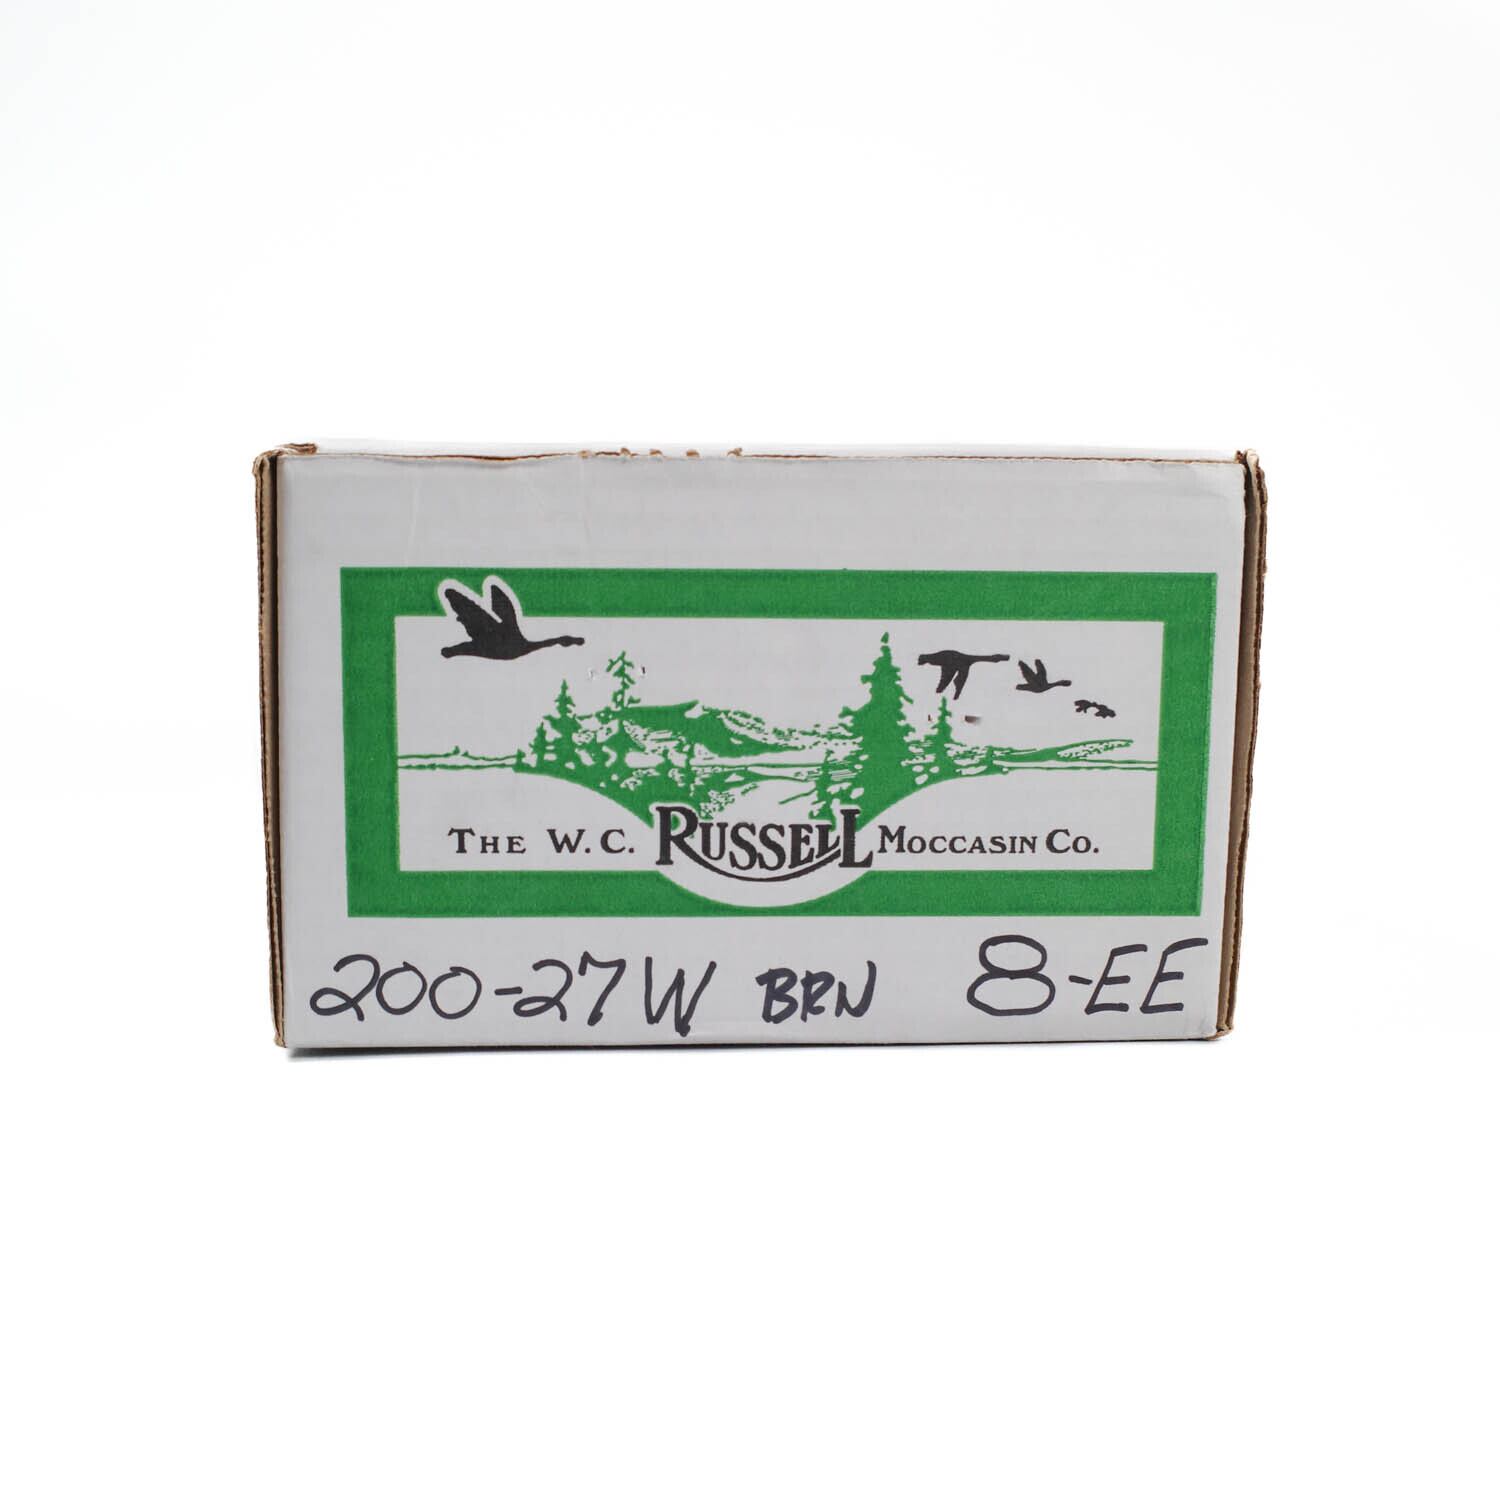 THE W. C. RUSSELL MOCCASIN CO.
200-27W BRN 8-EE